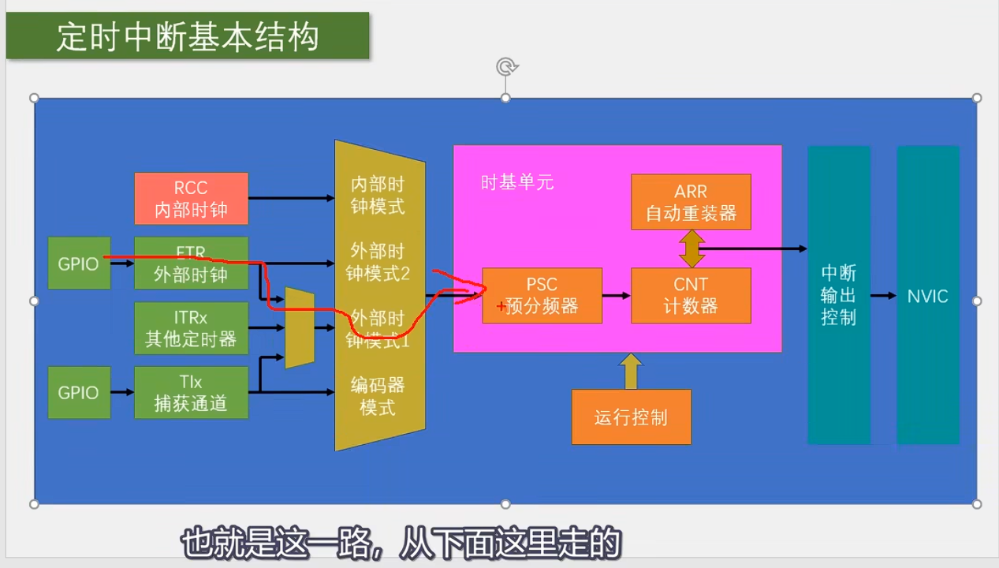 定时中断基本结构
RCC
内部时钟
GPIO
ETR
外部时钟
ITRx
其他定时器
GPIO
TIx
捕获通道
内部时
钟模式
外部时
钟模式2
外部时
钟模式1
编码器
模式
时基单元
ARR
自动重装器
PSC
预分频器
CNT
计数器
运行控制
中断
输出
控制
NVIC
也就是这一路，从下面这里走的